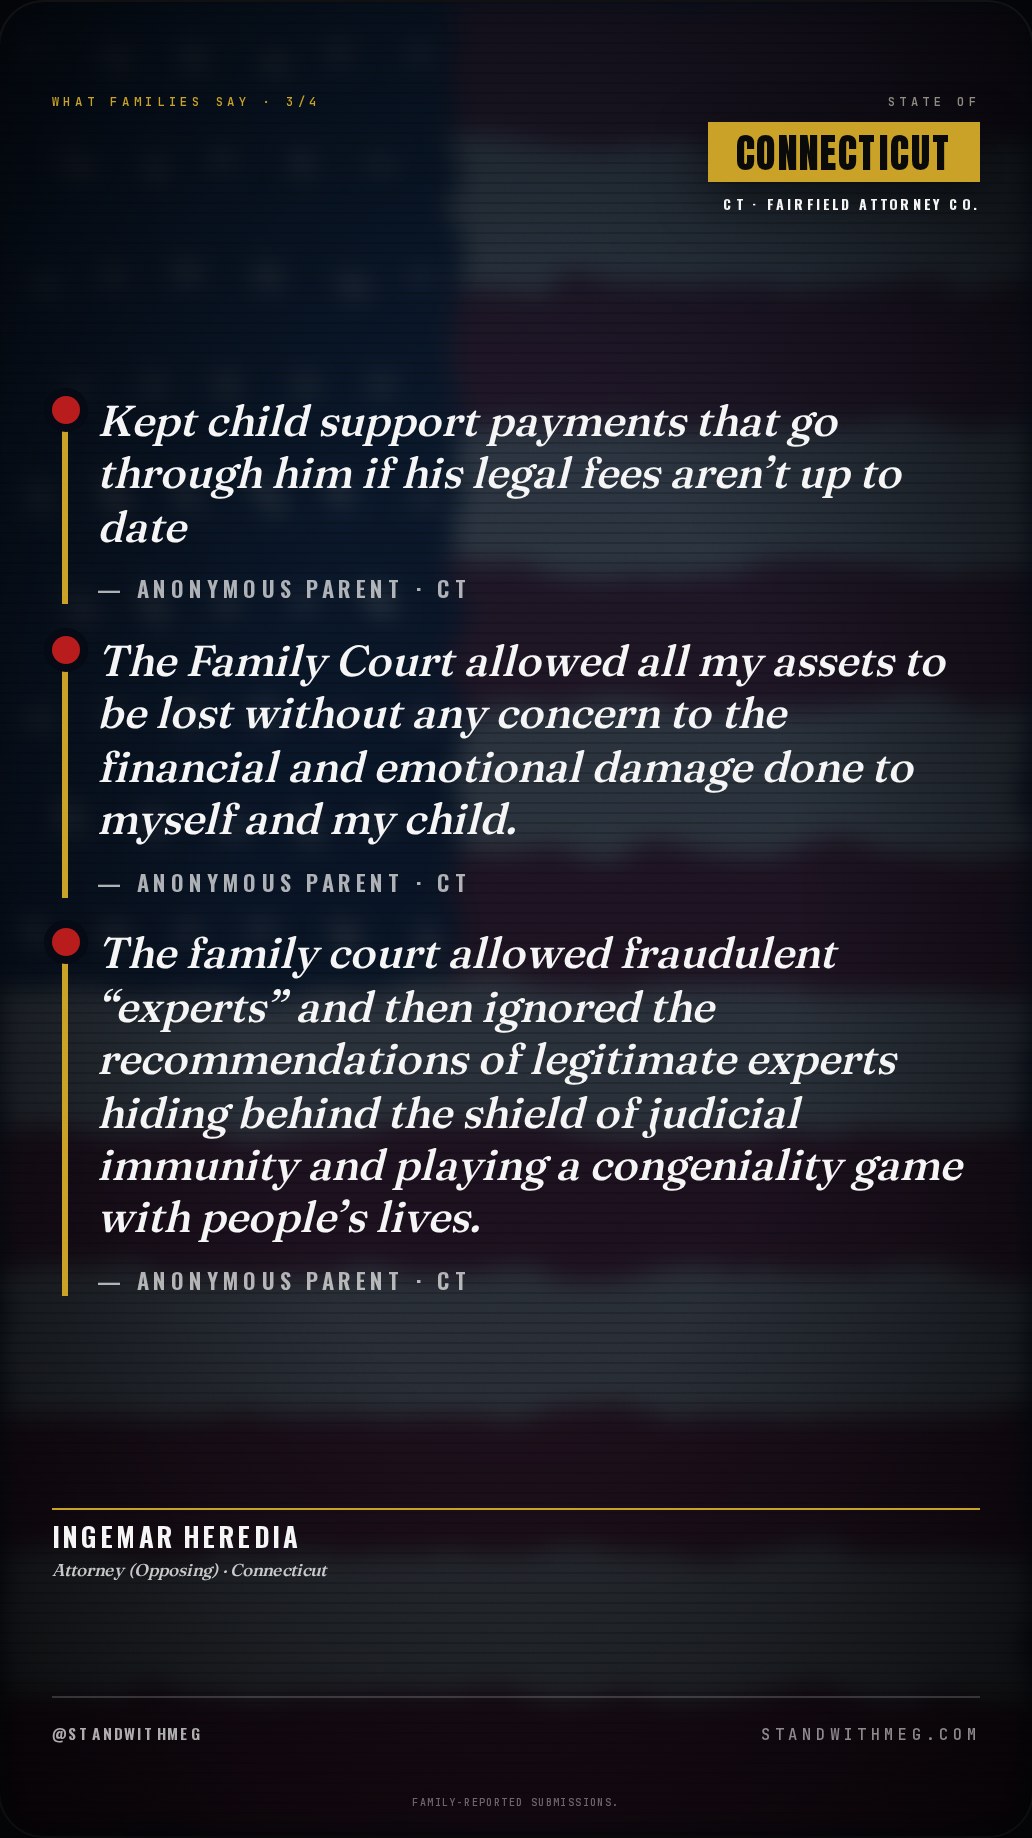 WHAT FAMILIES SAY · 3/4
STATE OF
CONNECTICUT
CT · FAIRFIELD ATTORNEY CO.
Kept child support payments that go
through him if his legal fees aren’t up to
date
— ANONYMOUS PARENT · CT
The Family Court allowed all my assets to
be lost without any concern to the
financial and emotional damage done to
myself and my child.
— ANONYMOUS PARENT · CT
The family court allowed fraudulent
“experts” and then ignored the
recommendations of legitimate experts
hiding behind the shield of judicial
immunity and playing a congeniality game
with people’s lives.
— ANONYMOUS PARENT · CT
INGEMAR HEREDIA
Attorney (Opposing) · Connecticut
@STANDWITHMEG
STANDWITHMEG.COM
FAMILY-REPORTED SUBMISSIONS.